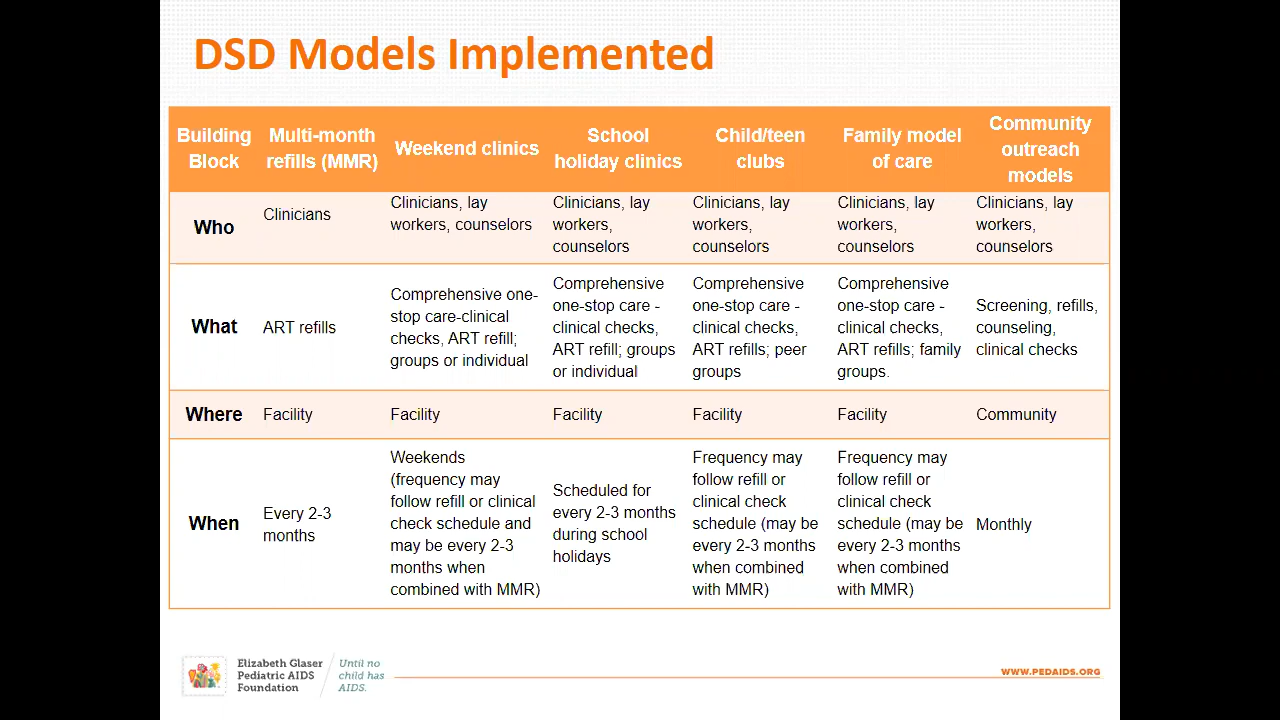 DSD Models Implemented
Building
Block
Multi-month
refills (MMR)
Weekend clinics
School
holiday clinics
Child/teen
clubs
Family model
of care
Community
outreach
models
Who
Clinicians
Clinicians, lay
workers, counselors
Clinicians, lay
workers,
counselors
Clinicians, lay
workers,
counselors
Clinicians, lay
workers,
counselors
Clinicians, lay
workers,
counselors
What
ART refills
Comprehensive one-
stop care-clinical
checks, ART refill;
groups or individual
Comprehensive
one-stop care -
clinical checks,
ART refill; groups
or individual
Comprehensive
one-stop care -
clinical checks,
ART refills; peer
groups
Comprehensive
one-stop care -
clinical checks,
ART refills; family
groups.
Screening, refills,
counseling,
clinical checks
Where
Facility
Facility
Facility
Facility
Facility
Community
When
Every 2-3
months
Weekends
(frequency may
follow refill or clinical
check schedule and
may be every 2-3
months when
combined with MMR)
Scheduled for
every 2-3 months
during school
holidays
Frequency may
follow refill or
clinical check
schedule (may be
every 2-3 months
when combined
with MMR)
Frequency may
follow refill or
clinical check
schedule (may be
every 2-3 months
when combined
with MMR)
Monthly
Elizabeth Glaser
Pediatric AIDS
Foundation
Until no
child has
AIDS.
WWW.PEDAIDS.ORG